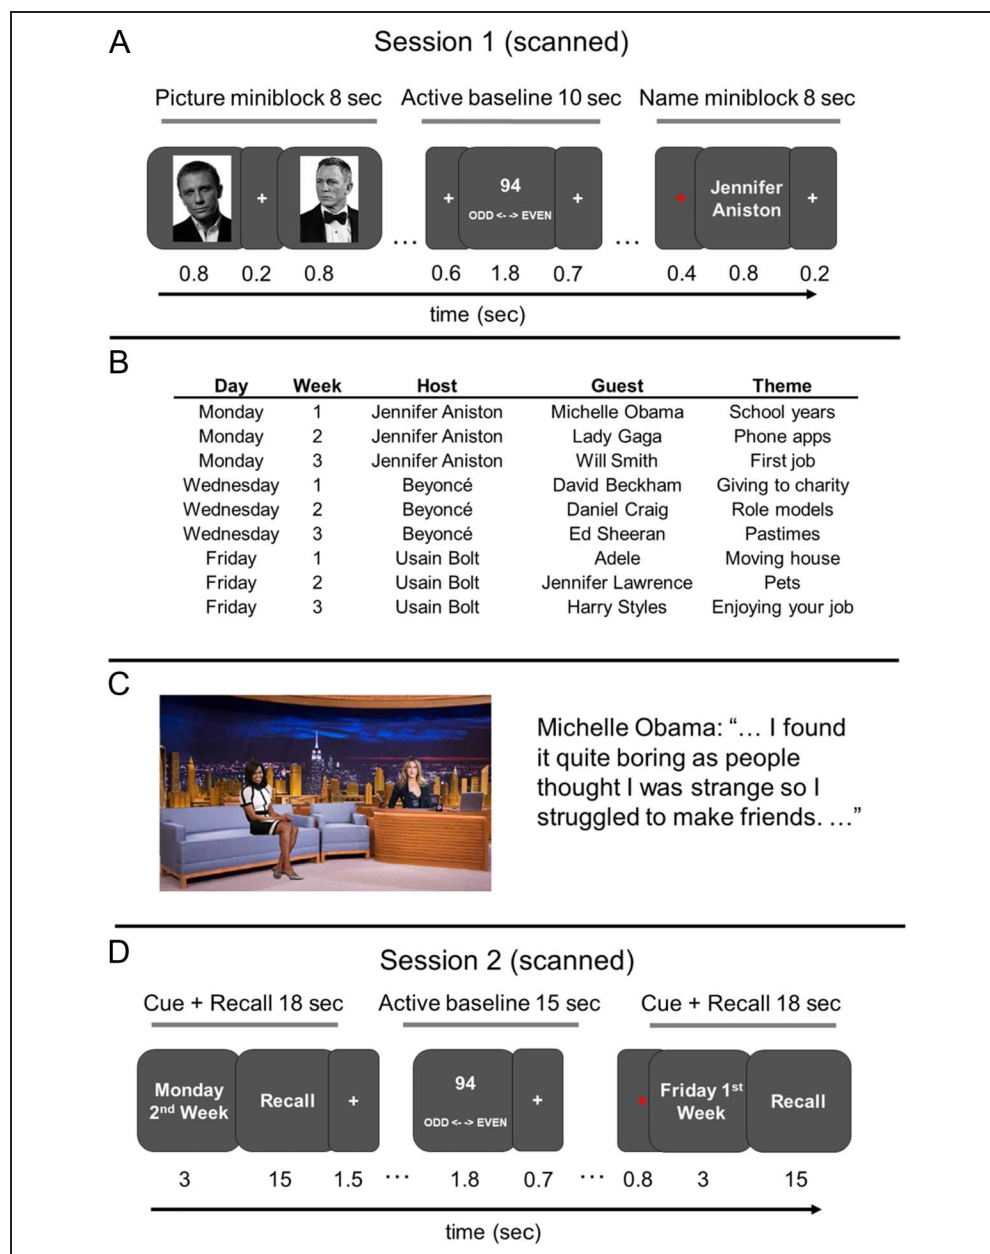 A
Session 1 (scanned)
Picture miniblock 8 sec Active baseline 10 sec Name miniblock 8 sec
+ + 94 ODD <- -> EVEN + + Jennifer Aniston +
... ...
0.8 0.2 0.8 0.6 1.8 0.7 0.4 0.8 0.2
time (sec)
B
Day Week Host Guest Theme
Monday 1 Jennifer Aniston Michelle Obama School years
Monday 2 Jennifer Aniston Lady Gaga Phone apps
Monday 3 Jennifer Aniston Will Smith First job
Wednesday 1 Beyoncé David Beckham Giving to charity
Wednesday 2 Beyoncé Daniel Craig Role models
Wednesday 3 Beyoncé Ed Sheeran Pastimes
Friday 1 Usain Bolt Adele Moving house
Friday 2 Usain Bolt Jennifer Lawrence Pets
Friday 3 Usain Bolt Harry Styles Enjoying your job
C
Michelle Obama: “… I found
it quite boring as people
thought I was strange so I
struggled to make friends. …”
D
Session 2 (scanned)
Cue + Recall 18 sec Active baseline 15 sec Cue + Recall 18 sec
Monday 2nd Week Recall + 94 ODD <- -> EVEN + + Friday 1st Week Recall
3 15 1.5 ... 1.8 0.7 ... 0.8 3 15
time (sec)